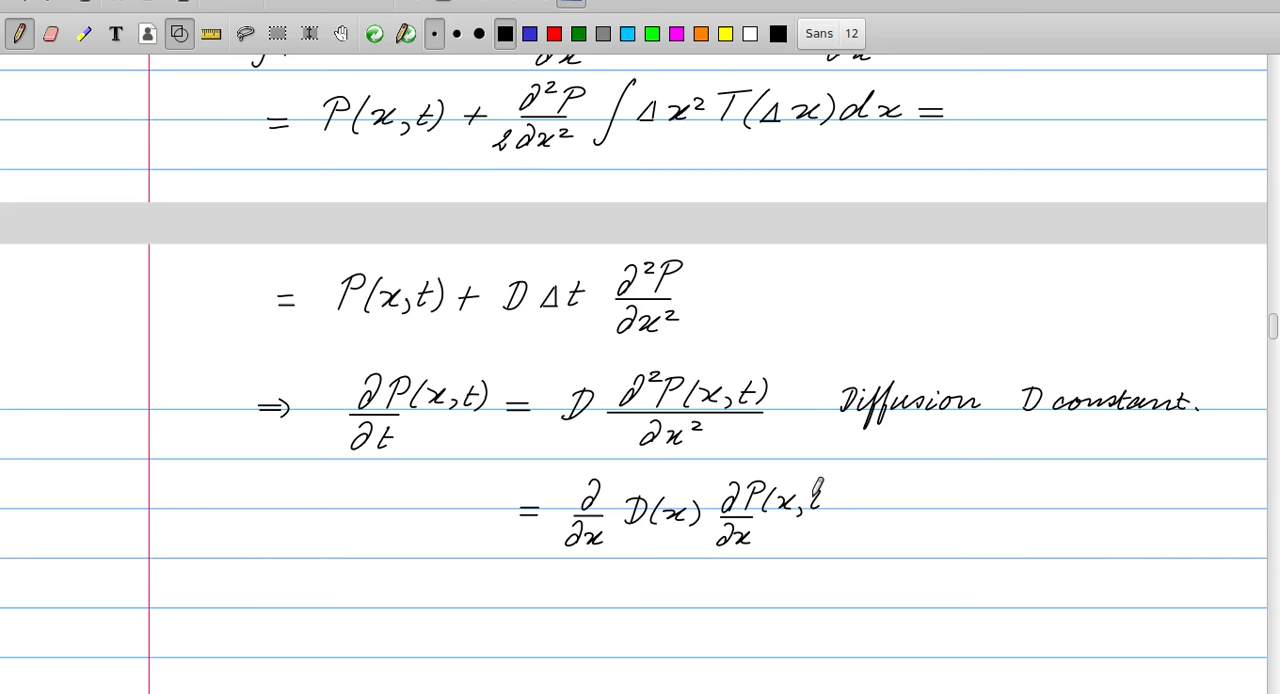 Sans 12
= P(x,t) + ∂²P/2∂x² ∫ Δx² T(Δx)dx =
= P(x,t) + D Δt ∂²P/∂x²
⇒ ∂P(x,t)/∂t = D ∂²P(x,t)/∂x² Diffusion D constant.
= ∂/∂x D(x) ∂P(x,t/∂x